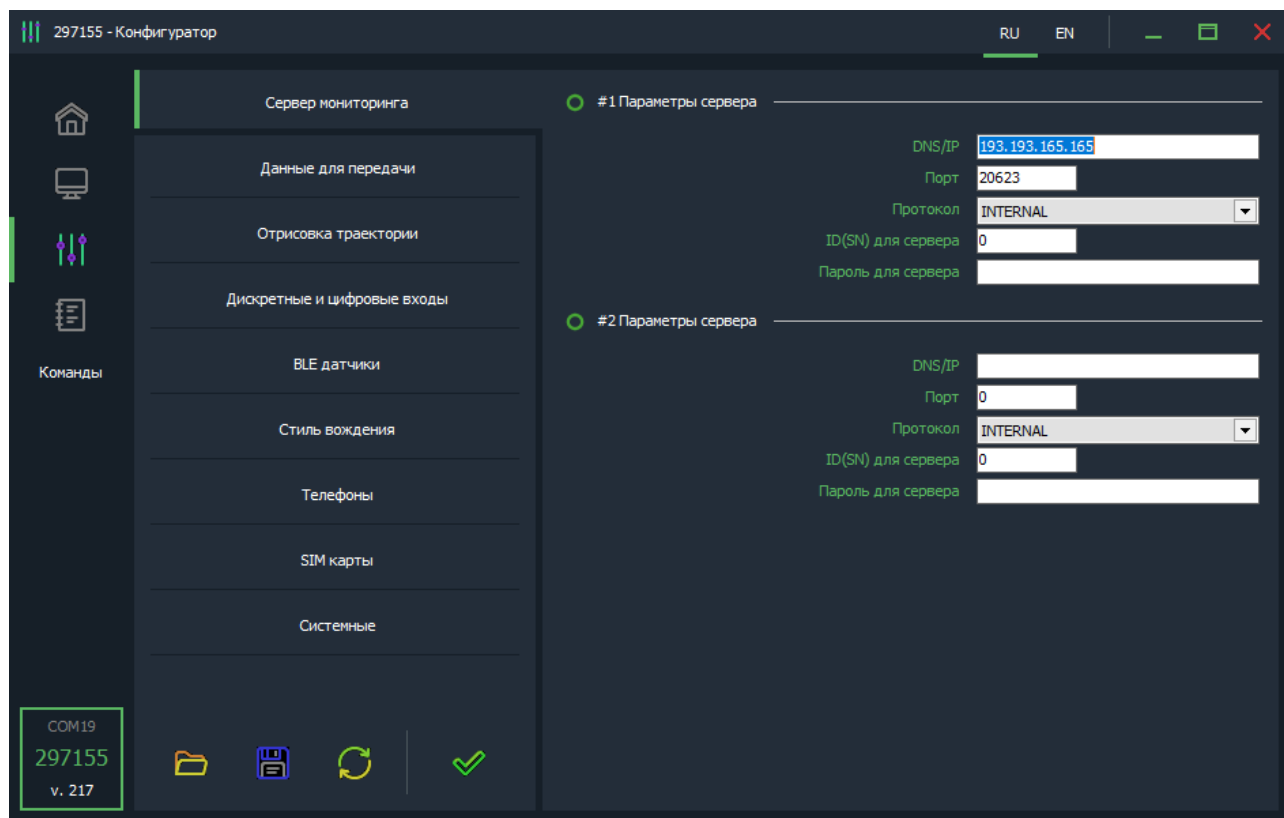 297155 - Конфигуратор
RU
EN
Команды
COM19
297155
v. 217
Сервер мониторинга
Данные для передачи
Отрисовка траектории
Дискретные и цифровые входы
BLE датчики
Стиль вождения
Телефоны
SIM карты
Системные
#1 Параметры сервера
DNS/IP 193.193.165.165
Порт 20623
Протокол INTERNAL
ID(SN) для сервера 0
Пароль для сервера
#2 Параметры сервера
DNS/IP
Порт 0
Протокол INTERNAL
ID(SN) для сервера 0
Пароль для сервера